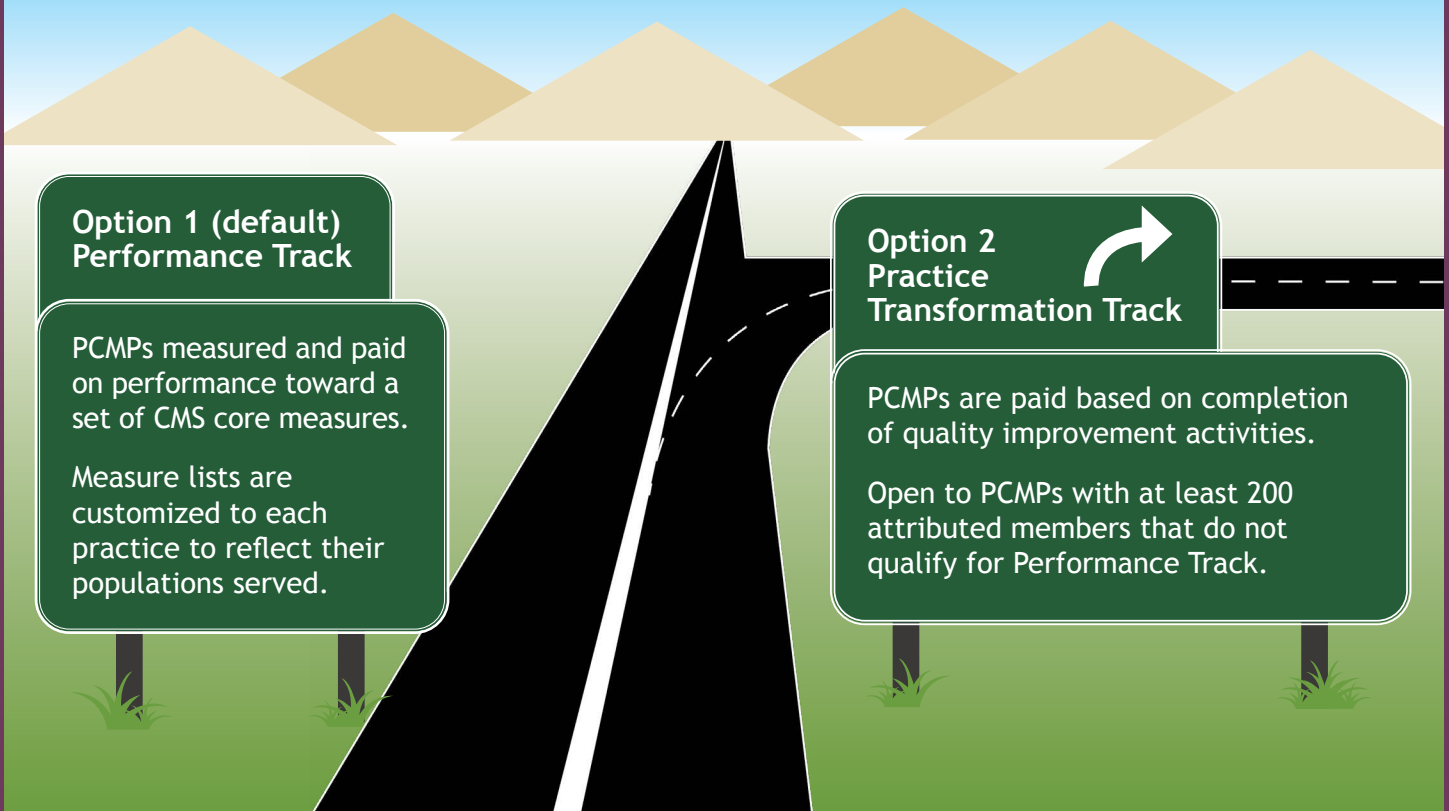 Option 1 (default)
Performance Track
PCMPs measured and paid
on performance toward a
set of CMS core measures.
Measure lists are
customized to each
practice to reflect their
populations served.
Option 2
Practice
Transformation Track
PCMPs are paid based on completion
of quality improvement activities.
Open to PCMPs with at least 200
attributed members that do not
qualify for Performance Track.